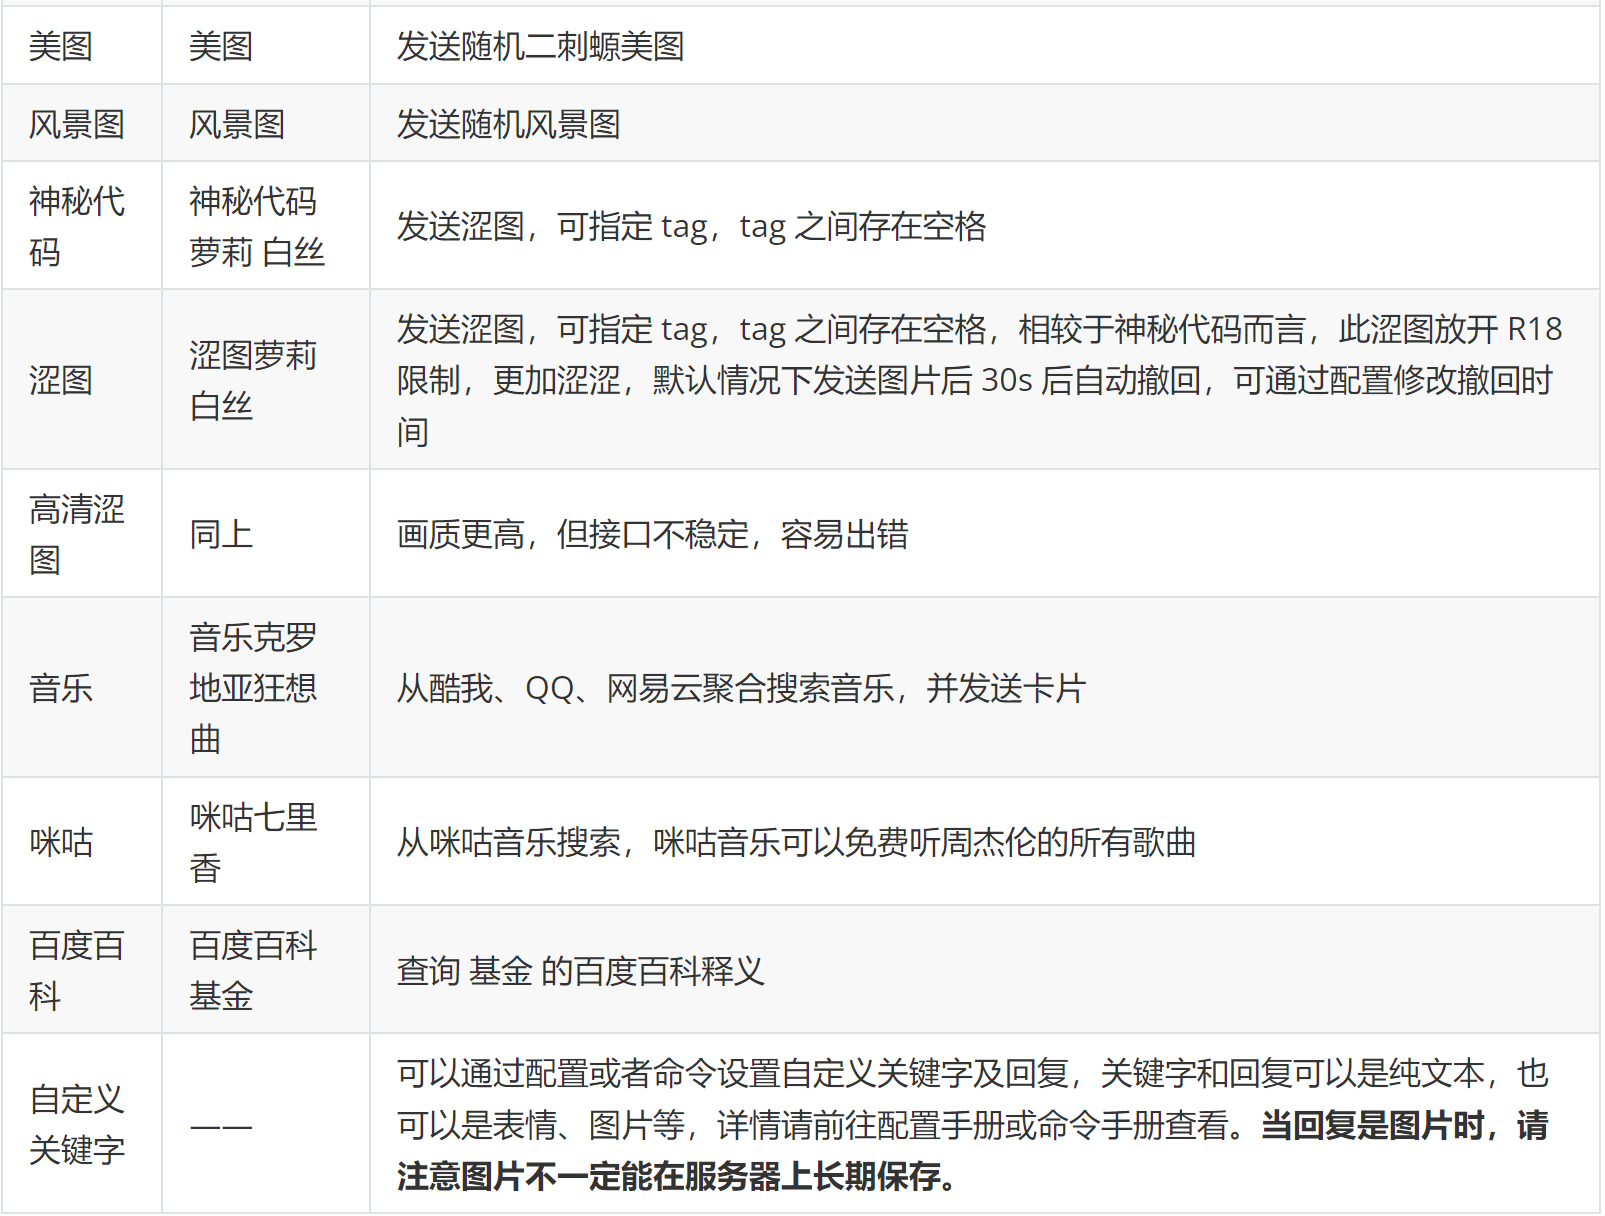 美图 美图 发送随机二刺螈美图
风景图 风景图 发送随机风景图
神秘代
码
神秘代码
萝莉 白丝
发送涩图，可指定 tag，tag 之间存在空格
涩图
涩图萝莉
白丝
发送涩图，可指定 tag，tag 之间存在空格，相较于神秘代码而言，此涩图放开 R18
限制，更加涩涩，默认情况下发送图片后 30s 后自动撤回，可通过配置修改撤回时
间
高清涩
图
同上
画质更高，但接口不稳定，容易出错
音乐
音乐克罗
地亚狂想
曲
从酷我、QQ、网易云聚合搜索音乐，并发送卡片
咪咕
咪咕七里
香
从咪咕音乐搜索，咪咕音乐可以免费听周杰伦的所有歌曲
百度百
科
百度百科
基金
查询 基金 的百度百科释义
自定义
关键字
——
可以通过配置或者命令设置自定义关键字及回复，关键字和回复可以是纯文本，也
可以是表情、图片等，详情请前往配置手册或命令手册查看。当回复是图片时，请
注意图片不一定能在服务器上长期保存。